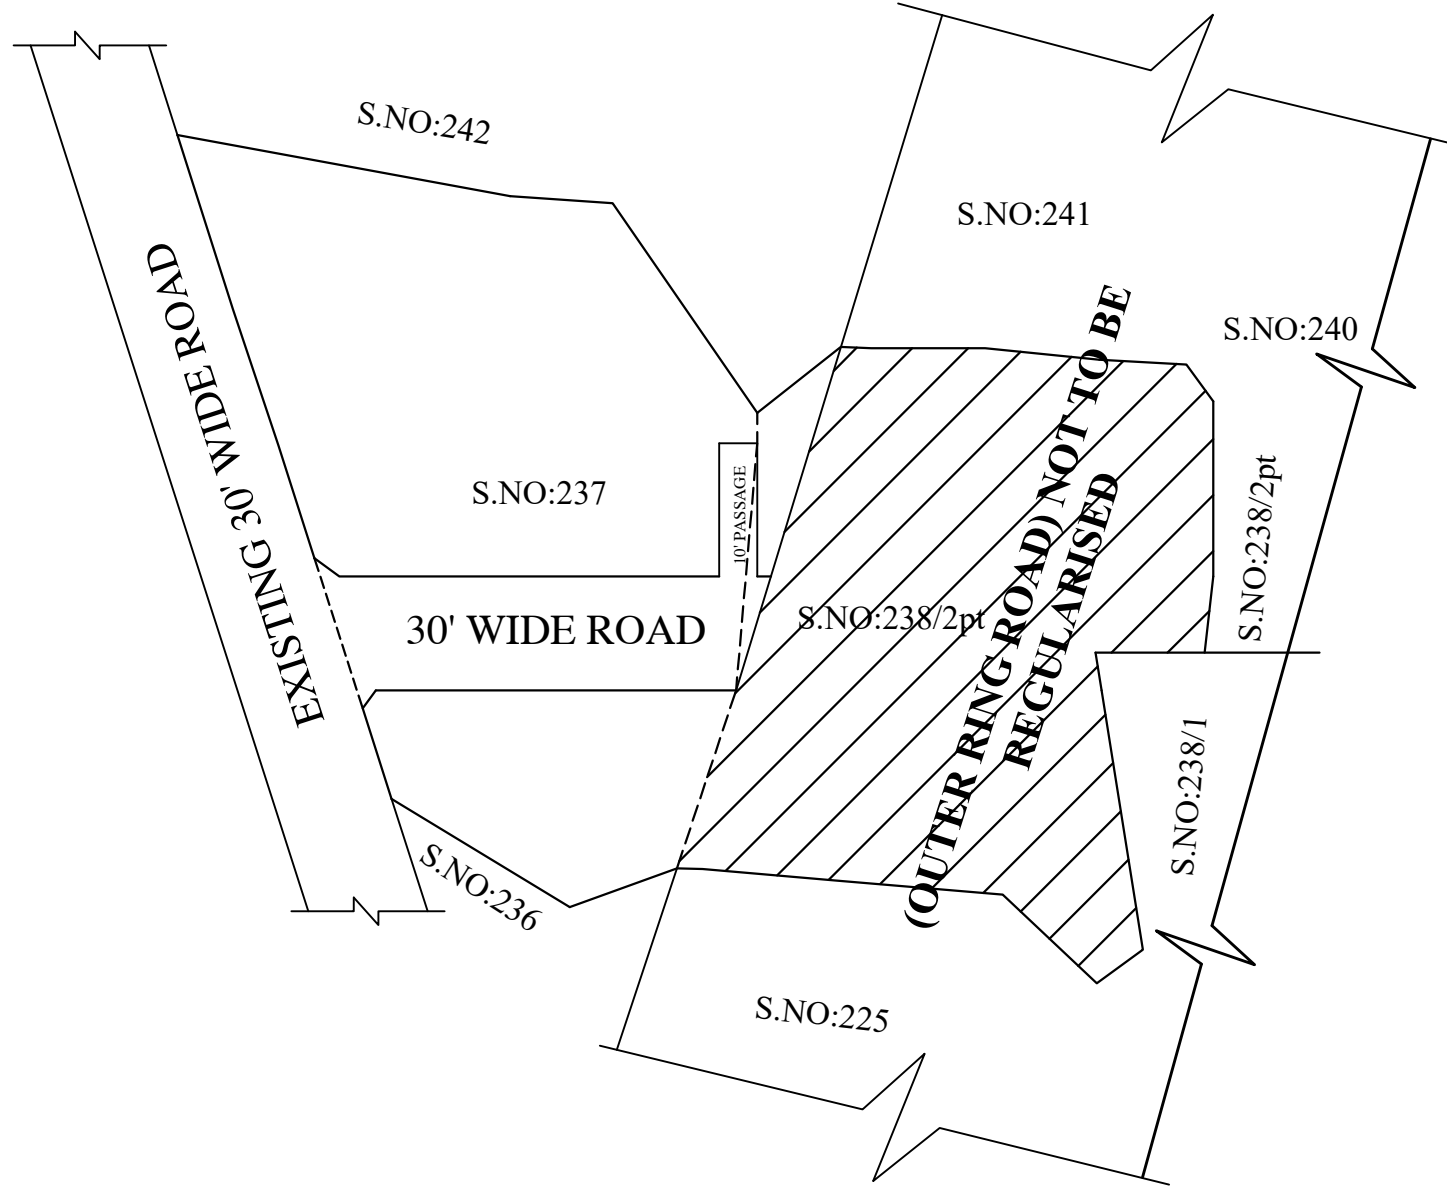 S.NO:242
S.NO:241
EXISTING 30' WIDE ROAD
S.NO:240
S.NO:237
10' PASSAGE
S.NO:238/2pt
30' WIDE ROAD
S.NO:238/2pt
(OUTER RING ROAD) NOT TO BE
REGULARISED
S.NO:238/1
S.NO:236
S.NO:225